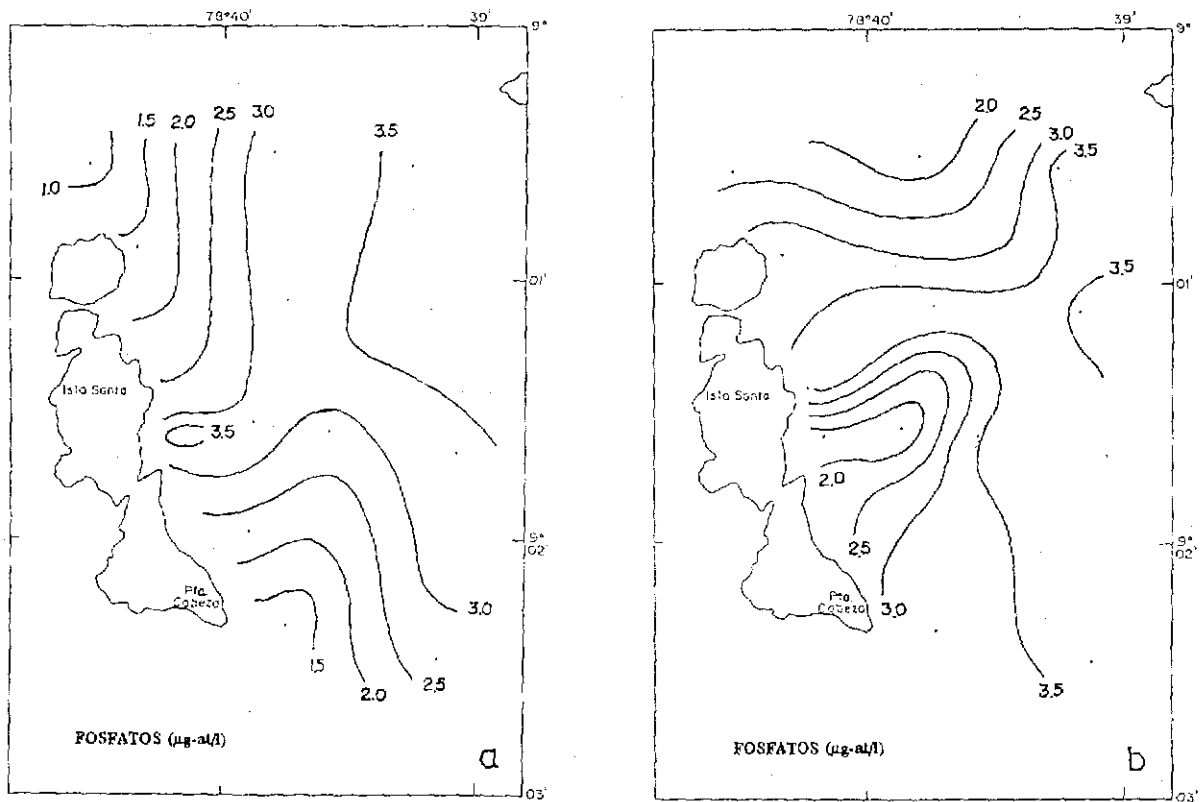 78°40' 39' 9°
1.5 2.0 2.5 3.0 3.5
1.0
01'
Isla Santa
3.5
9°
02'
Pta.
Cabeza
3.0
1.5 2.0 2.5
FOSFATOS (µg-at/l)
a
03'
78°40' 39' 9°
2.0 2.5 3.0 3.5
3.5
01'
Isla Santa
2.0
2.5
9°
02'
Pta.
Cabeza
3.0
3.5
FOSFATOS (µg-at/l)
b
03'